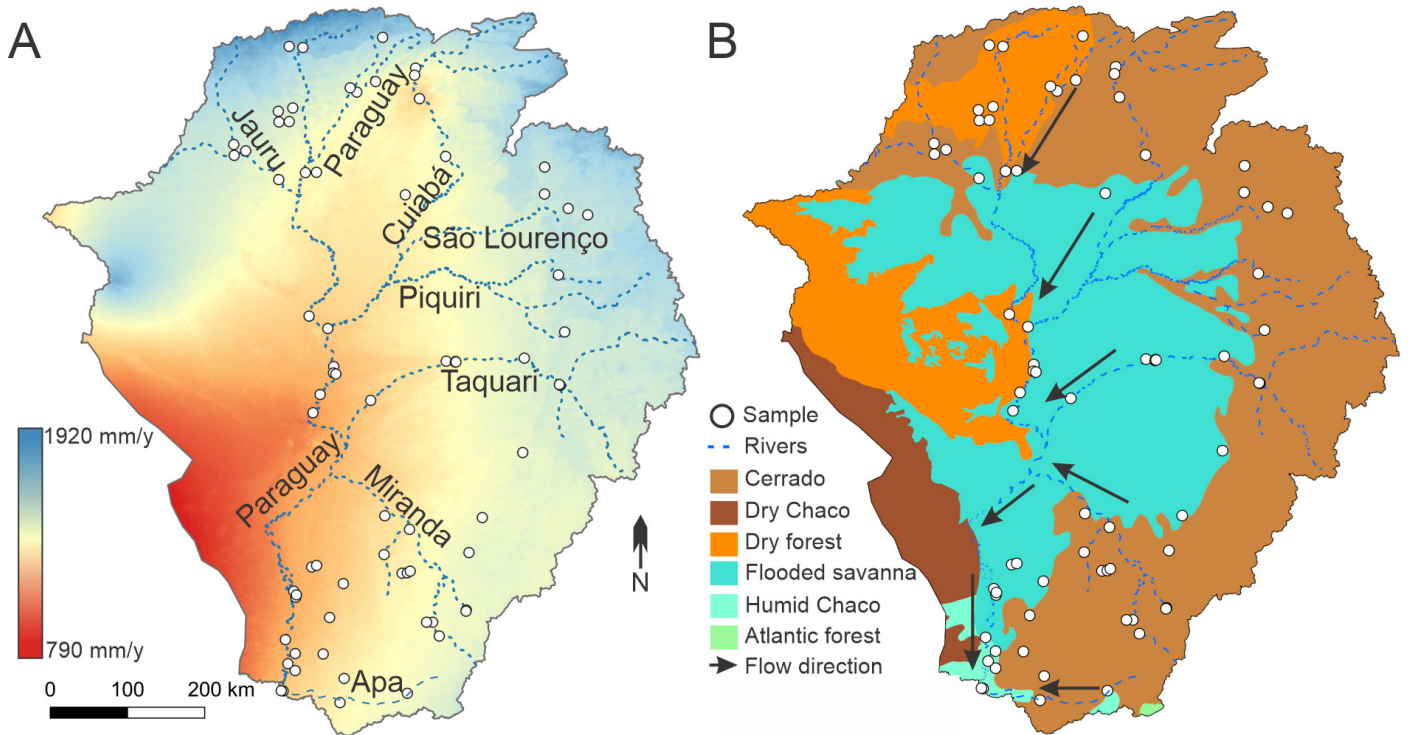 A
Jauru
Paraguay
Cuiabá
São Lourenço
Piquiri
Taquari
Paraguay
Miranda
Apa
1920 mm/y
790 mm/y
0 100 200 km
N
B
Sample
Rivers
Cerrado
Dry Chaco
Dry forest
Flooded savanna
Humid Chaco
Atlantic forest
Flow direction